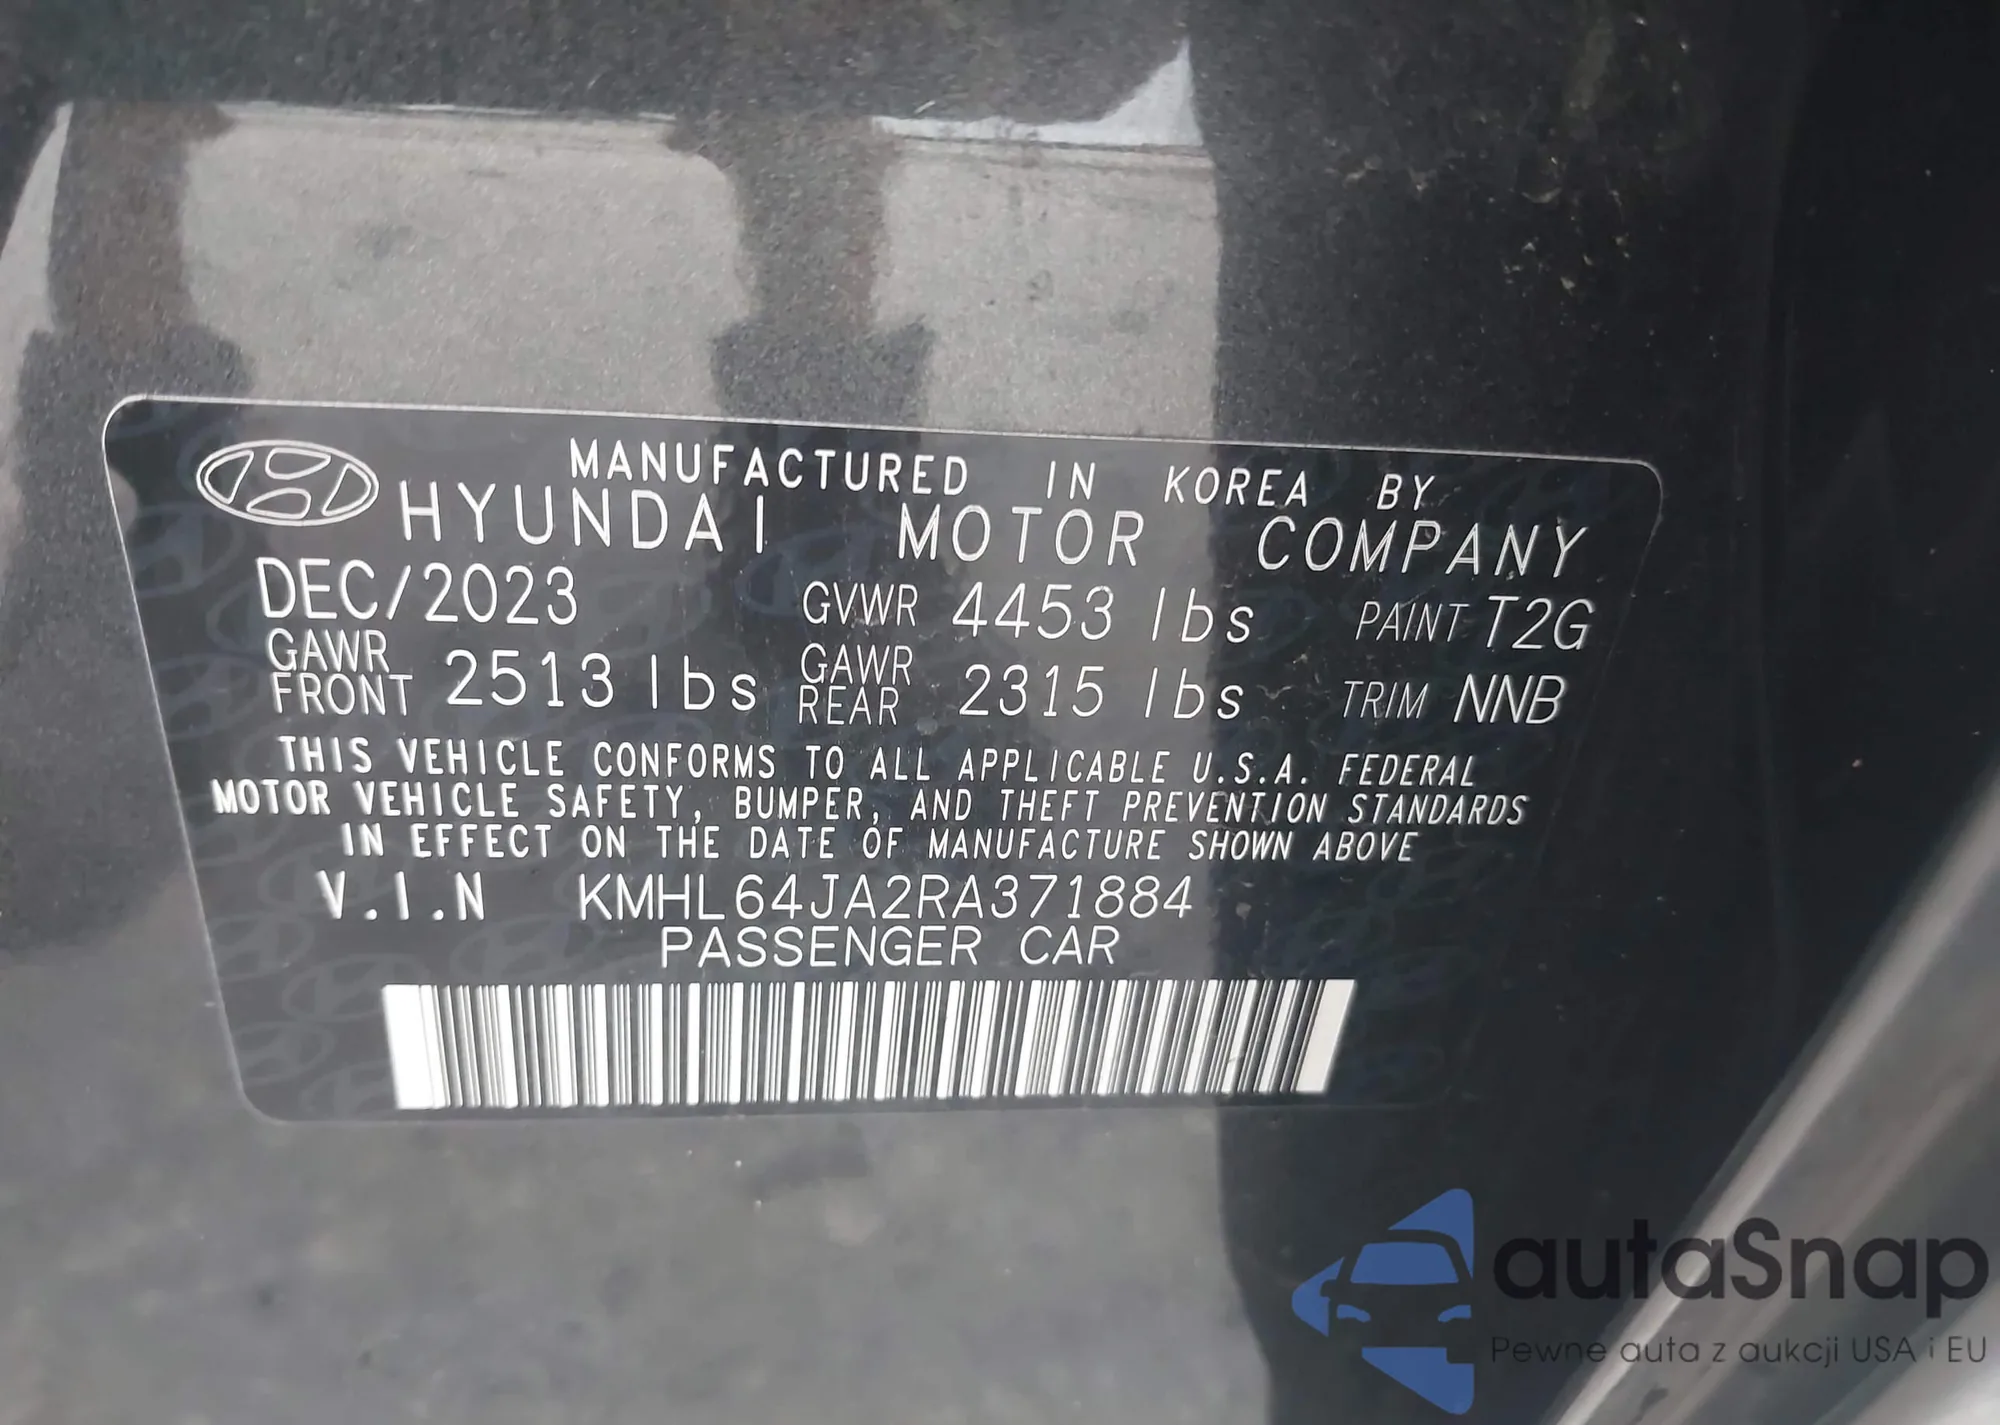 MANUFACTURED IN KOREA BY
HYUNDAI MOTOR COMPANY
DEC/2023 GVWR 4453 lbs PAINT T2G
GAWR FRONT 2513 lbs GAWR REAR 2315 lbs TRIM NNB
THIS VEHICLE CONFORMS TO ALL APPLICABLE U.S.A. FEDERAL
MOTOR VEHICLE SAFETY, BUMPER, AND THEFT PREVENTION STANDARDS
IN EFFECT ON THE DATE OF MANUFACTURE SHOWN ABOVE
V.I.N KMHL64JA2RA371884
PASSENGER CAR
autaSnap
Pewne auta z aukcji USA i EU